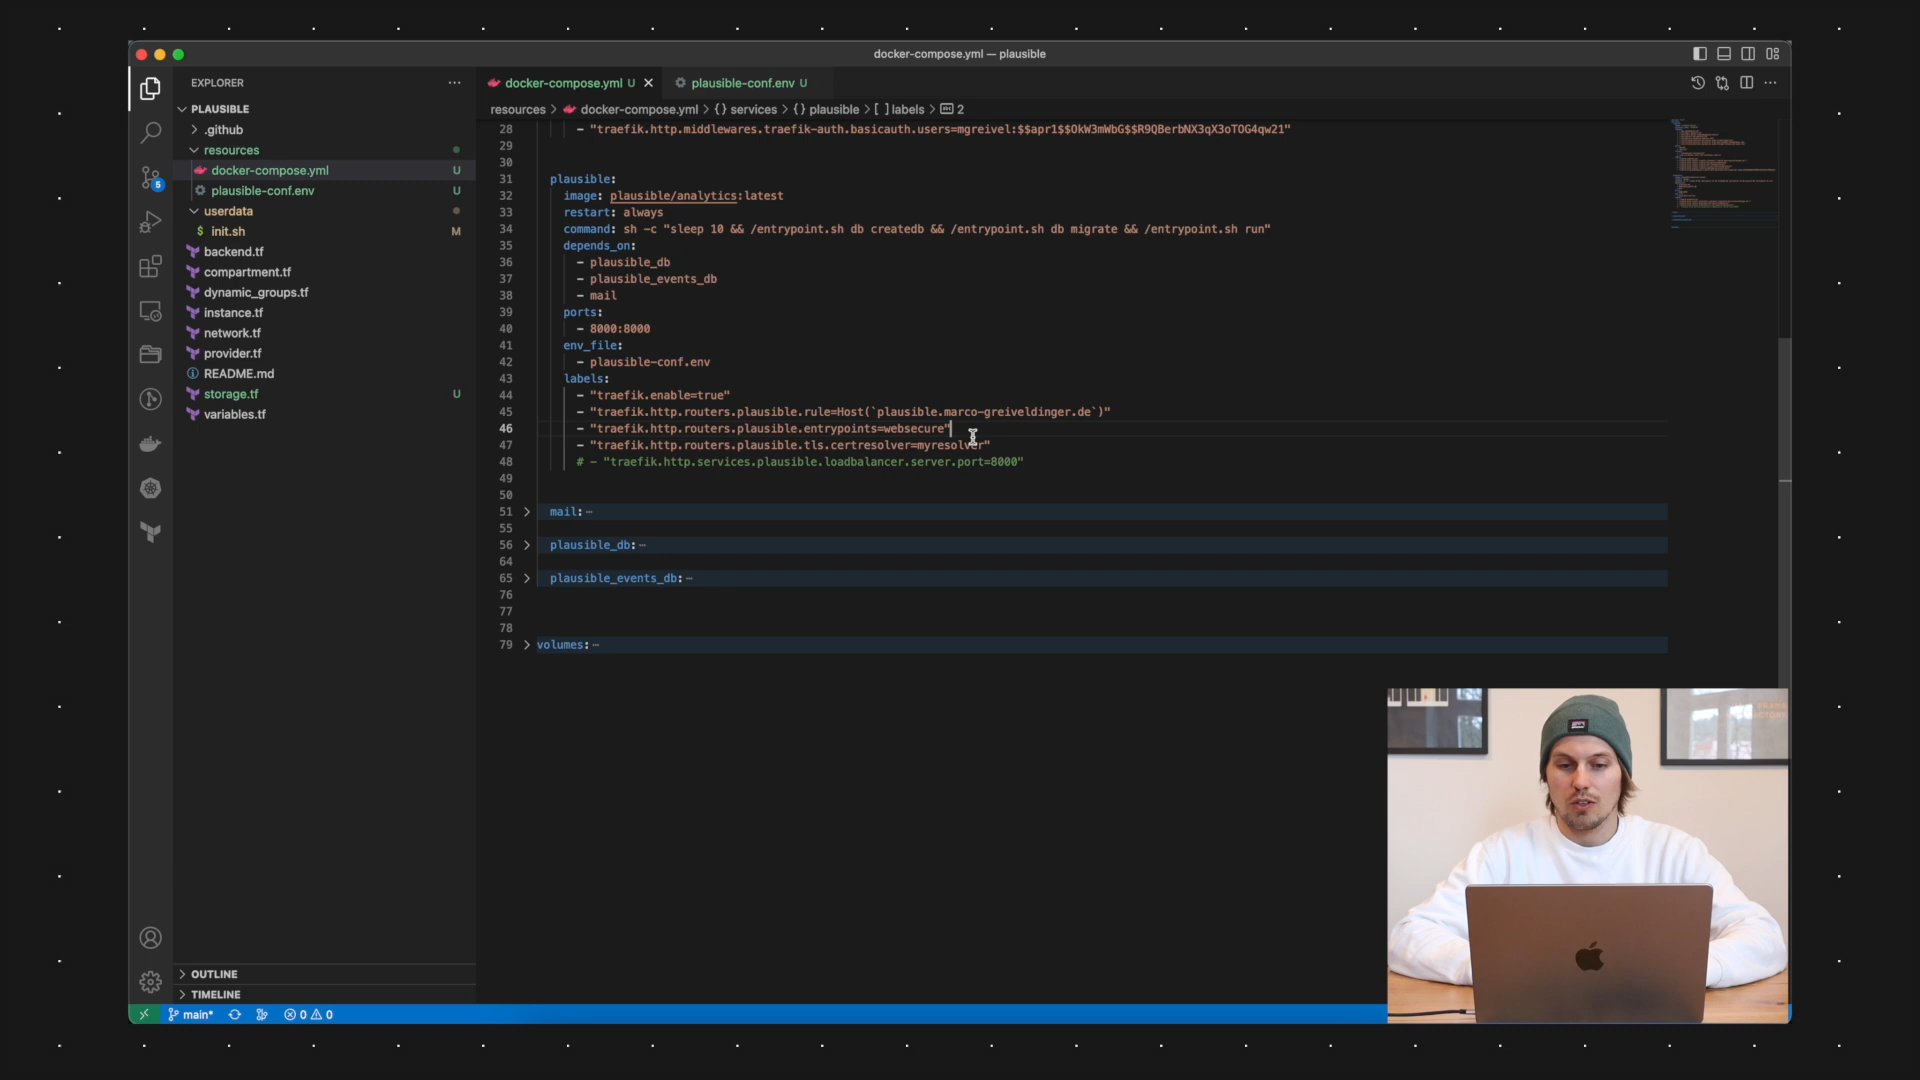 docker-compose.yml — plausible
EXPLORER
docker-compose.yml U
plausible-conf.env U
PLAUSIBLE
resources > docker-compose.yml > {} services > {} plausible > [ ] labels > 2
.github
resources
docker-compose.yml U
plausible-conf.env U
userdata
$ init.sh M
backend.tf
compartment.tf
dynamic_groups.tf
instance.tf
network.tf
provider.tf
README.md
storage.tf U
variables.tf
5
28 - "traefik.http.middlewares.traefik-auth.basicauth.users=mgreivel:$$apr1$$OkW3mWbG$$R9QBerbNX3qX3oTOG4qw21"
29
30
31 plausible:
32 image: plausible/analytics:latest
33 restart: always
34 command: sh -c "sleep 10 && /entrypoint.sh db createdb && /entrypoint.sh db migrate && /entrypoint.sh run"
35 depends_on:
36 - plausible_db
37 - plausible_events_db
38 - mail
39 ports:
40 - 8000:8000
41 env_file:
42 - plausible-conf.env
43 labels:
44 - "traefik.enable=true"
45 - "traefik.http.routers.plausible.rule=Host(`plausible.marco-greiveldinger.de`)"
46 - "traefik.http.routers.plausible.entrypoints=websecure"
47 - "traefik.http.routers.plausible.tls.certresolver=myresolver"
48 # - "traefik.http.services.plausible.loadbalancer.server.port=8000"
49
50
51 mail:
55
56 plausible_db:
64
65 plausible_events_db:
76
77
78
79 volumes:
OUTLINE
TIMELINE
main* 0 0